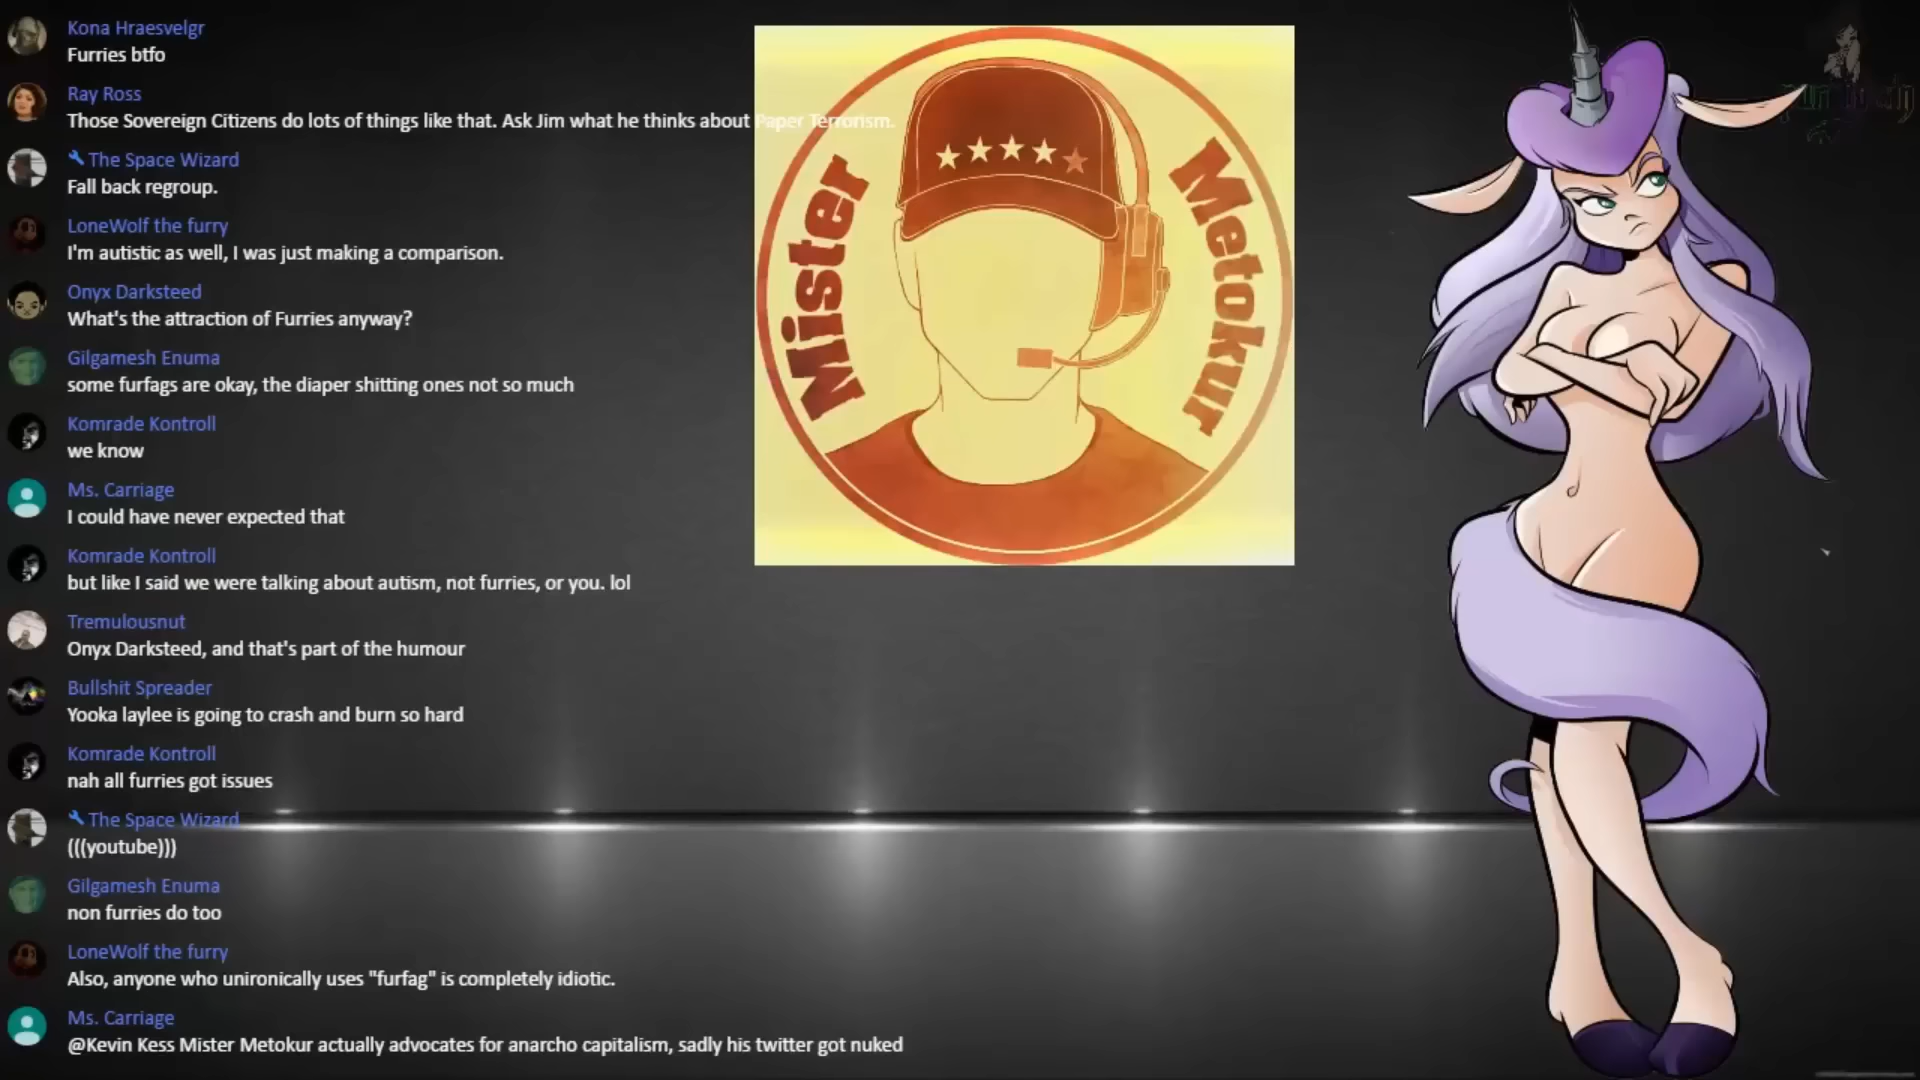 Kona Hraesvelgr
Furries btfo
Ray Ross
Those Sovereign Citizens do lots of things like that. Ask Jim what he thinks about Paper Terrorism.
The Space Wizard
Fall back regroup.
LoneWolf the furry
I'm autistic as well, I was just making a comparison.
Onyx Darksteed
What's the attraction of Furries anyway?
Gilgamesh Enuma
some furfags are okay, the diaper shitting ones not so much
Komrade Kontroll
we know
Ms. Carriage
I could have never expected that
Komrade Kontroll
but like I said we were talking about autism, not furries, or you. lol
Tremulousnut
Onyx Darksteed, and that's part of the humour
Bullshit Spreader
Yooka laylee is going to crash and burn so hard
Komrade Kontroll
nah all furries got issues
The Space Wizard
(((youtube)))
Gilgamesh Enuma
non furries do too
LoneWolf the furry
Also, anyone who unironically uses "furfag" is completely idiotic.
Ms. Carriage
@Kevin Kess Mister Metokur actually advocates for anarcho capitalism, sadly his twitter got nuked
Mister
Metokur